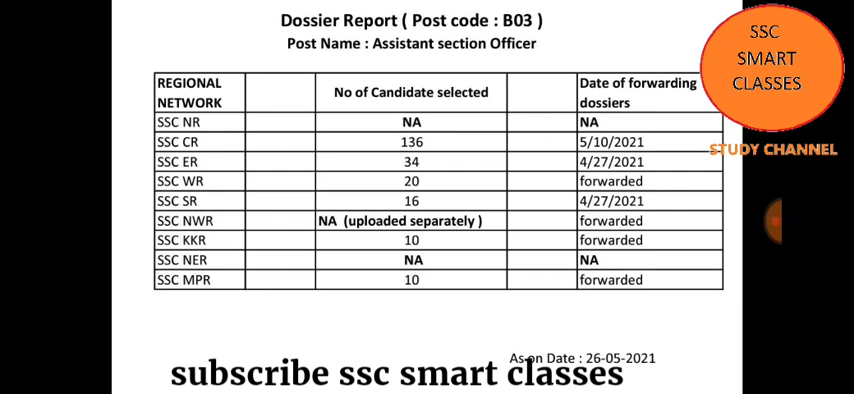 Dossier Report ( Post code : B03 )
Post Name : Assistant section Officer
REGIONAL NETWORK No of Candidate selected Date of forwarding dossiers
SSC NR NA NA
SSC CR 136 5/10/2021
SSC ER 34 4/27/2021
SSC WR 20 forwarded
SSC SR 16 4/27/2021
SSC NWR NA (uploaded separately ) forwarded
SSC KKR 10 forwarded
SSC NER NA NA
SSC MPR 10 forwarded
As on Date : 26-05-2021
subscribe ssc smart classes
SSC
SMART
CLASSES
STUDY CHANNEL